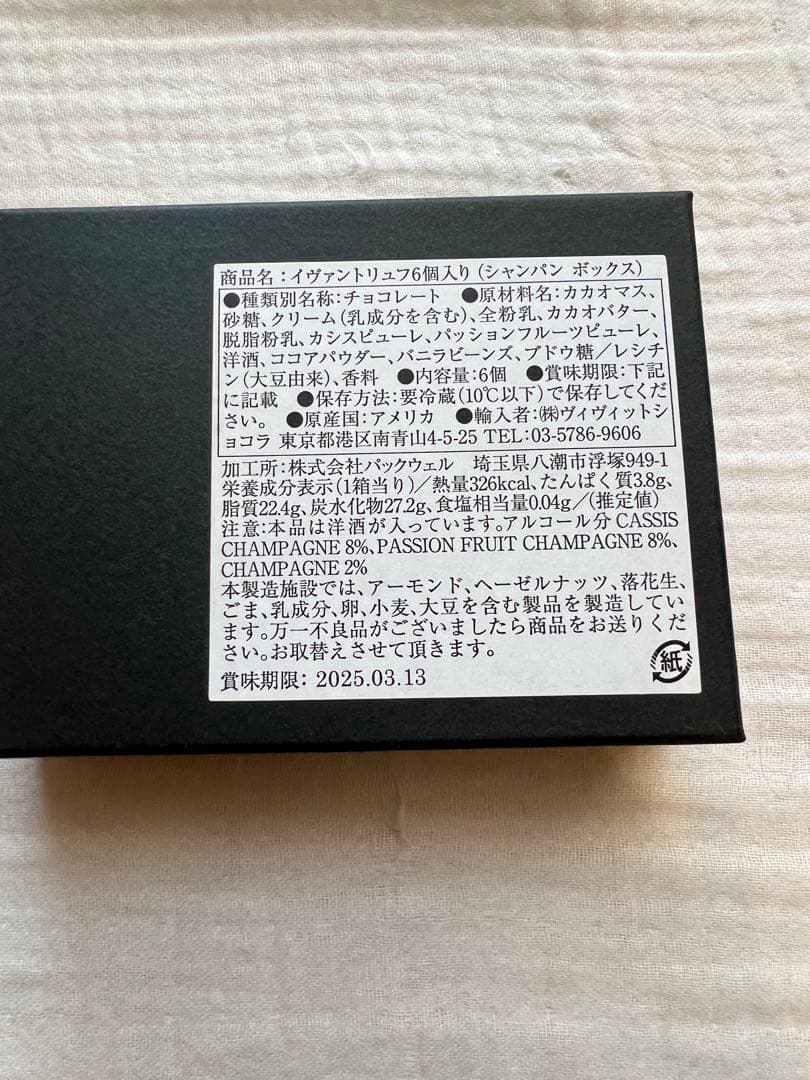 商品名：イヴァントリュフ6個入り（シャンパン ボックス）
●種類別名称：チョコレート　●原材料名：カカオマス、
砂糖、クリーム（乳成分を含む）、全粉乳、カカオバター、
脱脂粉乳、カシスピューレ、パッションフルーツピューレ、
洋酒、ココアパウダー、バニラビーンズ、ブドウ糖／レシチ
ン（大豆由来）、香料　●内容量：6個　●賞味期限：下記
に記載　●保存方法：要冷蔵（10℃以下）で保存してくだ
さい。　●原産国：アメリカ　●輸入者：㈱ヴィヴィットシ
ョコラ 東京都港区南青山4-5-25 TEL：03-5786-9606
加工所：株式会社パックウェル　埼玉県八潮市浮塚949-1
栄養成分表示（1箱当り）／熱量326kcal、たんぱく質3.8g、
脂質22.4g、炭水化物27.2g、食塩相当量0.04g／（推定値）
注意：本品は洋酒が入っています。アルコール分 CASSIS
CHAMPAGNE 8%、PASSION FRUIT CHAMPAGNE 8%、
CHAMPAGNE 2%
本製造施設では、アーモンド、ヘーゼルナッツ、落花生、
ごま、乳成分、卵、小麦、大豆を含む製品を製造してい
ます。万一不良品がございましたら商品をお送りくだ
さい。お取替えさせて頂きます。
紙
賞味期限： 2025.03.13